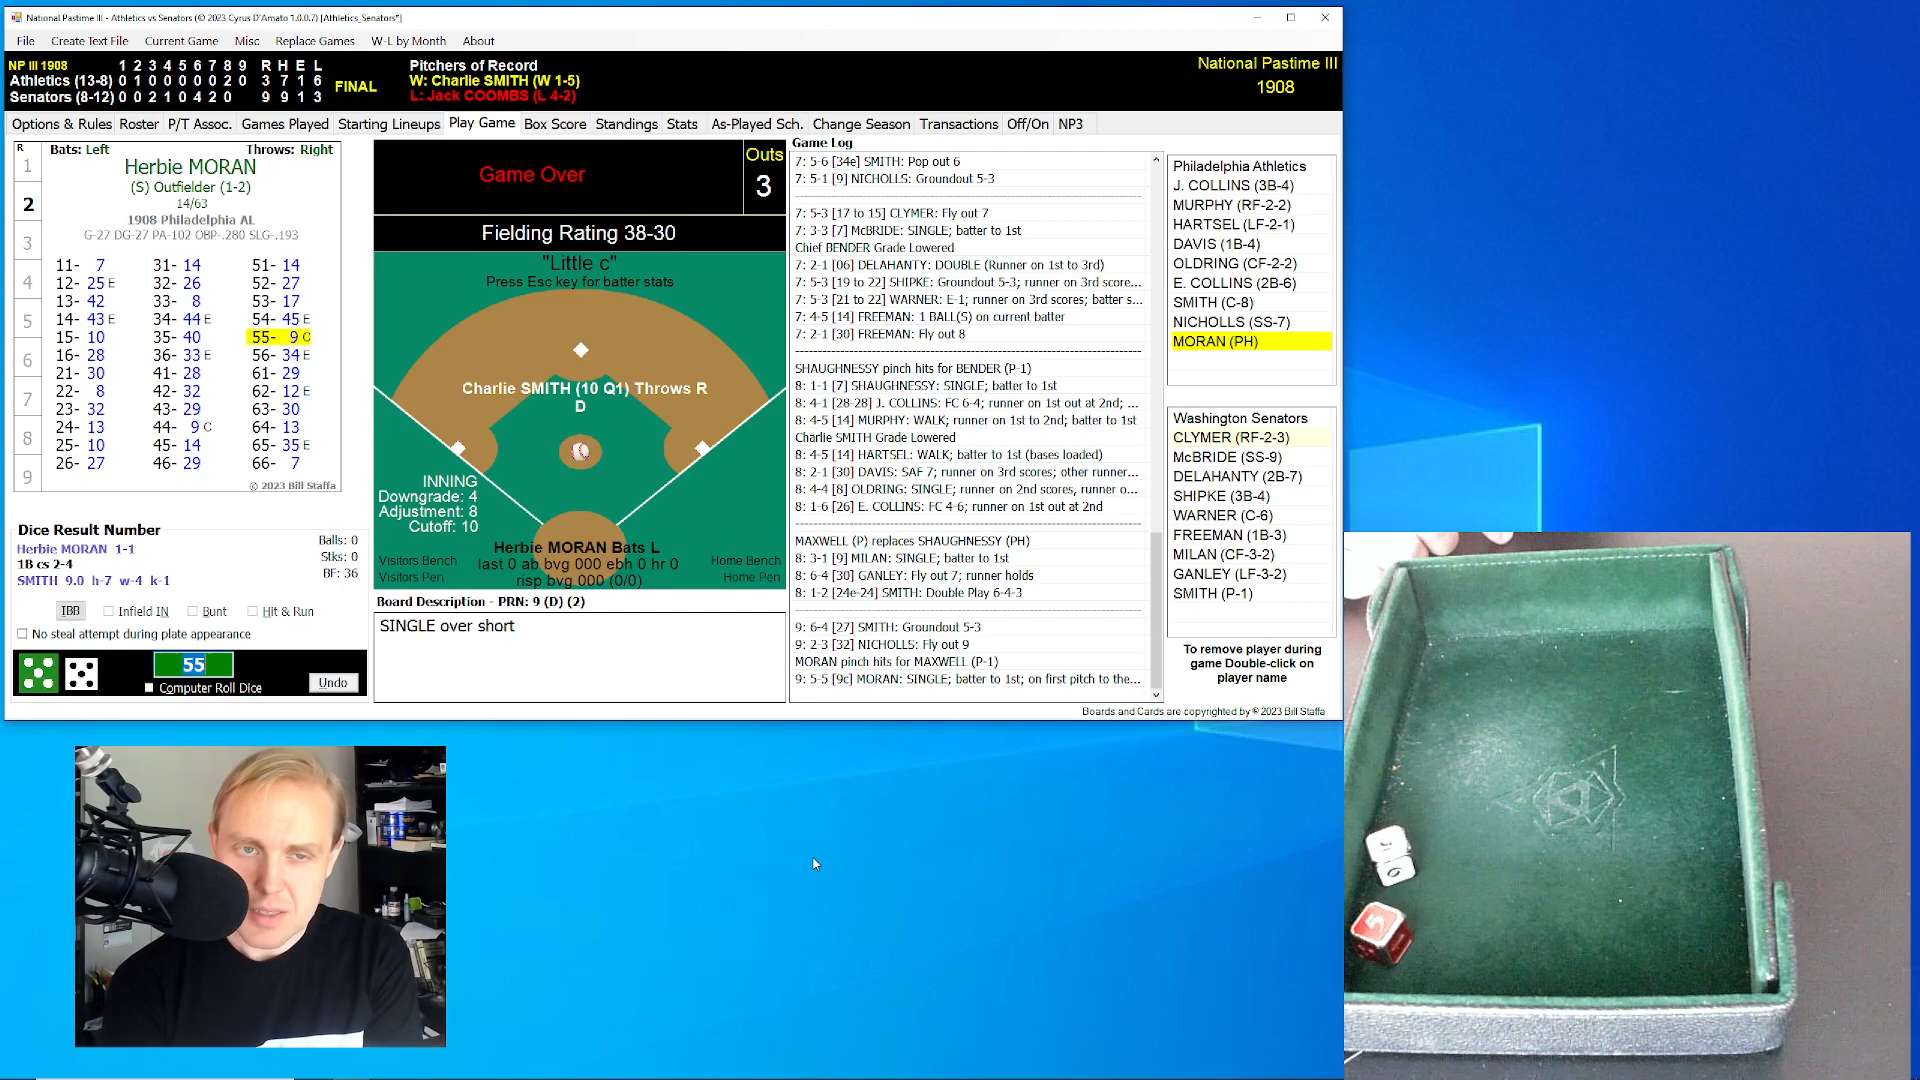 National Pastime III - Athletics vs Senators (© 2023 Cyrus D'Amato 1.0.0.7) [Athletics_Senators*]
File Create Text File Current Game Misc Replace Games W-L by Month About
NP III 1908 1 2 3 4 5 6 7 8 9 R H E L
Athletics (13-8) 0 1 0 0 0 0 0 2 0 3 7 1 6
Senators (8-12) 0 0 2 1 0 4 2 0 9 9 1 3
FINAL
Pitchers of Record
W: Charlie SMITH (W 1-5)
L: Jack COOMBS (L 4-2)
National Pastime III
1908
Options & Rules Roster P/T Assoc. Games Played Starting Lineups Play Game Box Score Standings Stats As-Played Sch. Change Season Transactions Off/On NP3
R
1
2
3
4
5
6
7
8
9
Bats: Left Throws: Right
Herbie MORAN
(S) Outfielder (1-2)
14/63
1908 Philadelphia AL
G-27 DG-27 PA-102 OBP-.280 SLG-.193
11- 7 31- 14 51- 14
12- 25 E 32- 26 52- 27
13- 42 33- 8 53- 17
14- 43 E 34- 44 E 54- 45 E
15- 10 35- 40 55- 9 C
16- 28 36- 33 E 56- 34 E
21- 30 41- 28 61- 29
22- 8 42- 32 62- 12 E
23- 32 43- 29 63- 30
24- 13 44- 9 C 64- 13
25- 10 45- 14 65- 35 E
26- 27 46- 29 66- 7
© 2023 Bill Staffa
Dice Result Number
Herbie MORAN 1-1
1B cs 2-4
SMITH 9.0 h-7 w-4 k-1
Balls: 0
Stks: 0
BF: 36
IBB Infield IN Bunt Hit & Run
No steal attempt during plate appearance
55
Computer Roll Dice
Undo
Game Over
Outs
3
Fielding Rating 38-30
"Little c"
Press Esc key for batter stats
Charlie SMITH (10 Q1) Throws R
D
INNING
Downgrade: 4
Adjustment: 8
Cutoff: 10
Herbie MORAN Bats L
last 0 ab bvg 000 ebh 0 hr 0
risp bvg 000 (0/0)
Visitors Bench
Visitors Pen
Home Bench
Home Pen
Board Description - PRN: 9 (D) (2)
SINGLE over short
Game Log
7: 5-6 [34e] SMITH: Pop out 6
7: 5-1 [9] NICHOLLS: Groundout 5-3
7: 5-3 [17 to 15] CLYMER: Fly out 7
7: 3-3 [7] McBRIDE: SINGLE; batter to 1st
Chief BENDER Grade Lowered
7: 2-1 [06] DELAHANTY: DOUBLE (Runner on 1st to 3rd)
7: 5-3 [19 to 22] SHIPKE: Groundout 5-3; runner on 3rd score...
7: 5-3 [21 to 22] WARNER: E-1; runner on 3rd scores; batter s...
7: 4-5 [14] FREEMAN: 1 BALL(S) on current batter
7: 2-1 [30] FREEMAN: Fly out 8
SHAUGHNESSY pinch hits for BENDER (P-1)
8: 1-1 [7] SHAUGHNESSY: SINGLE; batter to 1st
8: 4-1 [28-28] J. COLLINS: FC 6-4; runner on 1st out at 2nd; ...
8: 4-5 [14] MURPHY: WALK; runner on 1st to 2nd; batter to 1st
Charlie SMITH Grade Lowered
8: 4-5 [14] HARTSEL: WALK; batter to 1st (bases loaded)
8: 2-1 [30] DAVIS: SAF 7; runner on 3rd scores; other runner...
8: 4-4 [8] OLDRING: SINGLE; runner on 2nd scores, runner o...
8: 1-6 [26] E. COLLINS: FC 4-6; runner on 1st out at 2nd
MAXWELL (P) replaces SHAUGHNESSY (PH)
8: 3-1 [9] MILAN: SINGLE; batter to 1st
8: 6-4 [30] GANLEY: Fly out 7; runner holds
8: 1-2 [24e-24] SMITH: Double Play 6-4-3
9: 6-4 [27] SMITH: Groundout 5-3
9: 2-3 [32] NICHOLLS: Fly out 9
MORAN pinch hits for MAXWELL (P-1)
9: 5-5 [9c] MORAN: SINGLE; batter to 1st; on first pitch to the...
Philadelphia Athletics
J. COLLINS (3B-4)
MURPHY (RF-2-2)
HARTSEL (LF-2-1)
DAVIS (1B-4)
OLDRING (CF-2-2)
E. COLLINS (2B-6)
SMITH (C-8)
NICHOLLS (SS-7)
MORAN (PH)
Washington Senators
CLYMER (RF-2-3)
McBRIDE (SS-9)
DELAHANTY (2B-7)
SHIPKE (3B-4)
WARNER (C-6)
FREEMAN (1B-3)
MILAN (CF-3-2)
GANLEY (LF-3-2)
SMITH (P-1)
To remove player during
game Double-click on
player name
Boards and Cards are copyrighted by © 2023 Bill Staffa
5